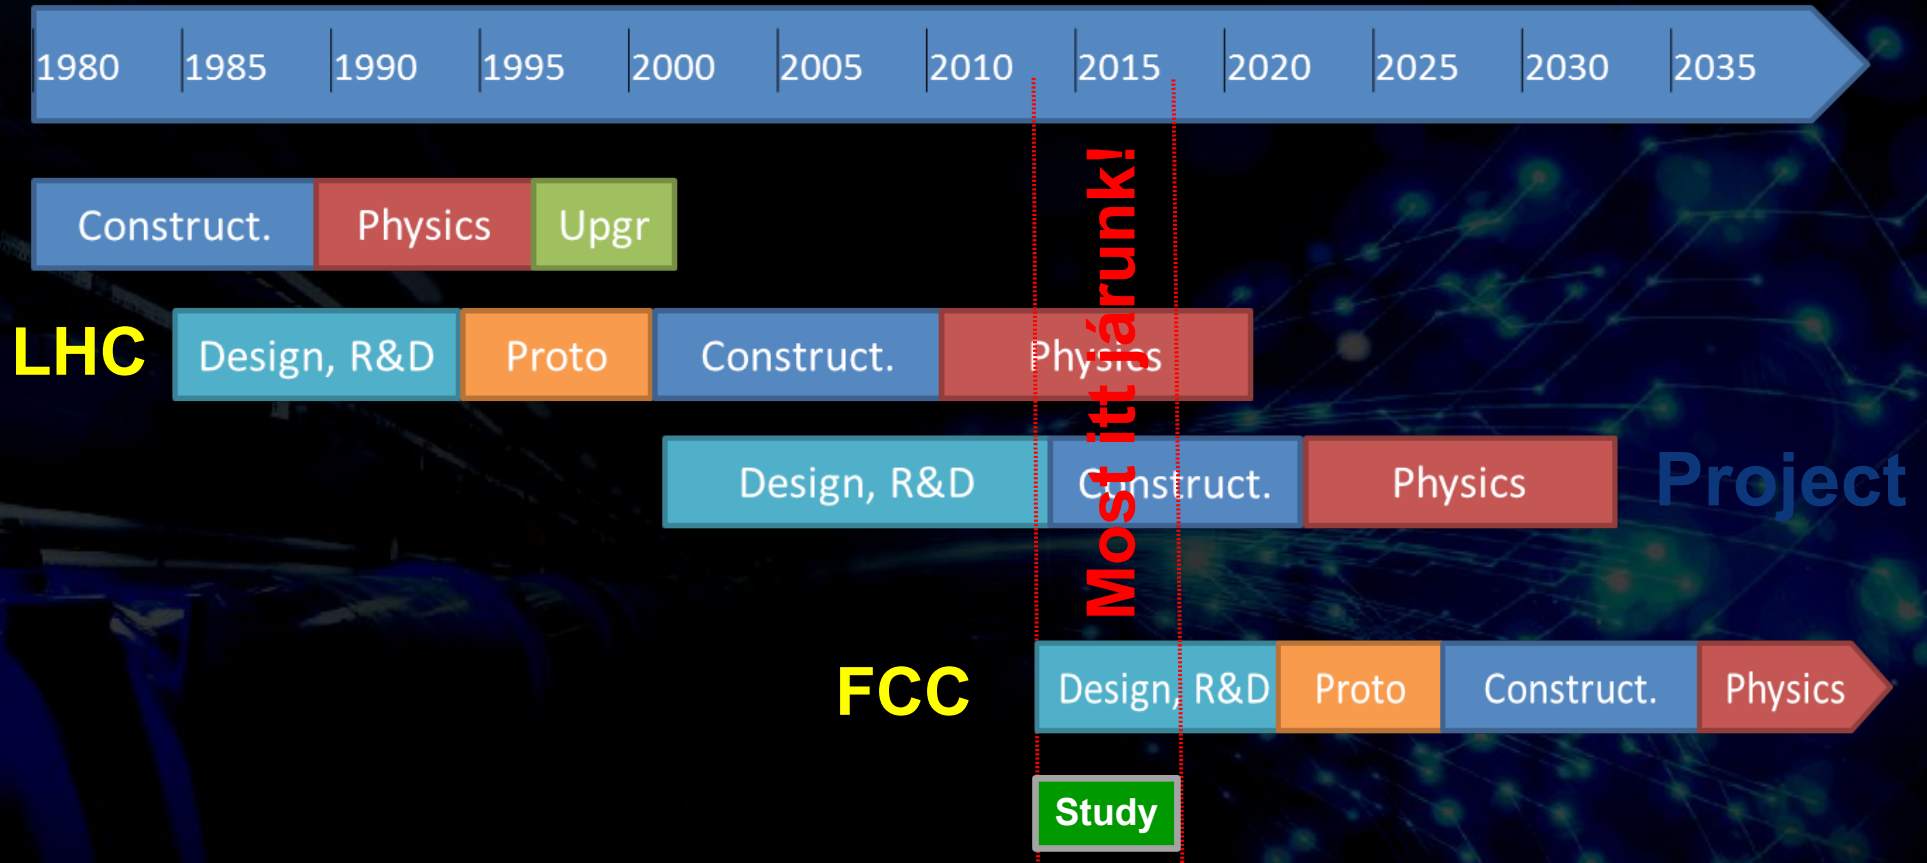 1980 1985 1990 1995 2000 2005 2010 2015 2020 2025 2030 2035
Construct. Physics Upgr
LHC Design, R&D Proto Construct. Physics
Design, R&D Construct. Physics Project
Most itt járunk!
FCC Design, R&D Proto Construct. Physics
Study